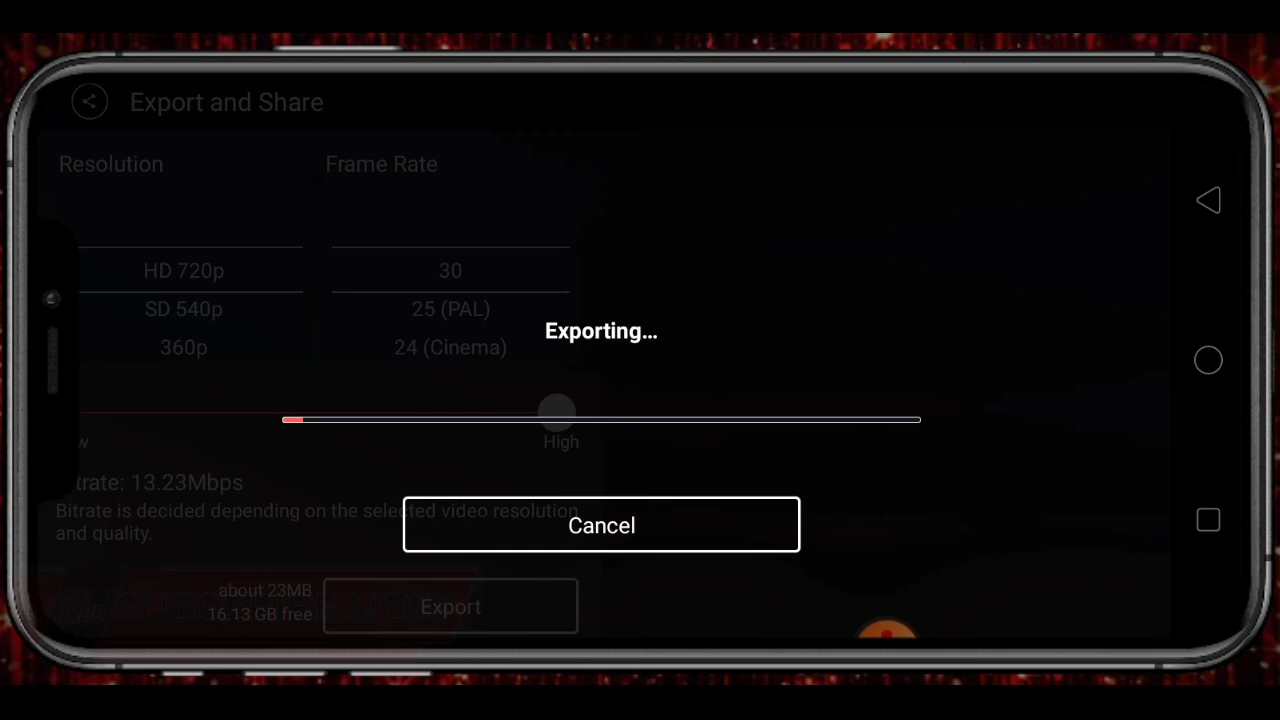 Export and Share
Resolution
Frame Rate
HD 720p
30
SD 540p
25 (PAL)
360p
24 (Cinema)
Exporting...
High
trate: 13.23Mbps
Bitrate is decided depending on the selected video resolution
and quality.
Cancel
about 23MB
16.13 GB free
Export